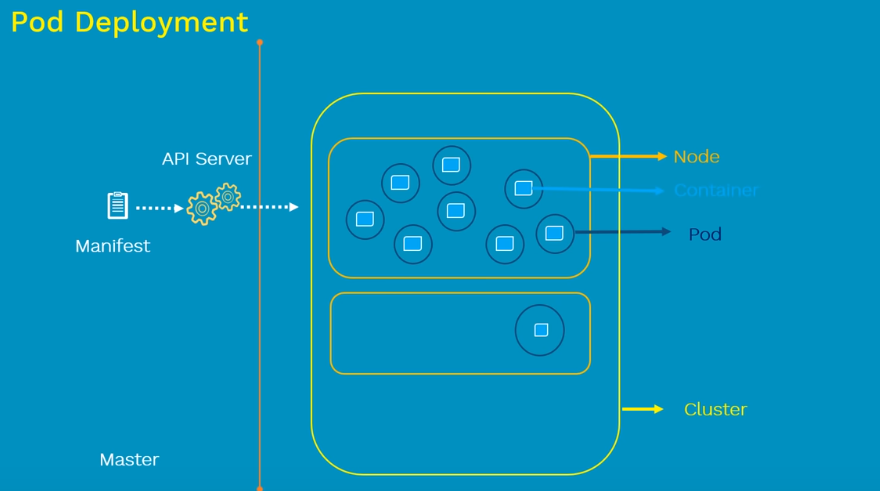 Pod Deployment
API Server
Node
Container
Pod
Manifest
Cluster
Master